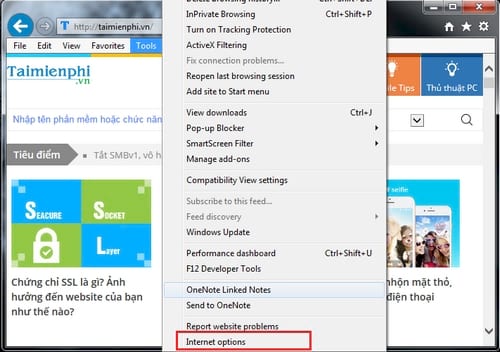 http://taimienphi.vn/
File Edit View Favorites Tools
InPrivate Browsing Ctrl+Shift+P
Turn on Tracking Protection
ActiveX Filtering
Fix connection problems...
Reopen last browsing session
Add site to Start menu
View downloads Ctrl+J
Pop-up Blocker
SmartScreen Filter
Manage add-ons
Compatibility View settings
Subscribe to this feed...
Feed discovery
Windows Update
Performance dashboard Ctrl+Shift+U
F12 Developer Tools
OneNote Linked Notes
Send to OneNote
Report website problems
Internet options
Taimienphi
.vn
Nhập tên phần mềm hoặc chức năn
Tiêu điểm Tắt SMBv1, vô h
SEACURE
SOCKET
LAYER
Chứng chỉ SSL là gì? Ảnh
hưởng đến website của bạn
như thế nào?
Tips
Thủ thuật PC
selfie
nhộn mặt thỏ,
điện thoại